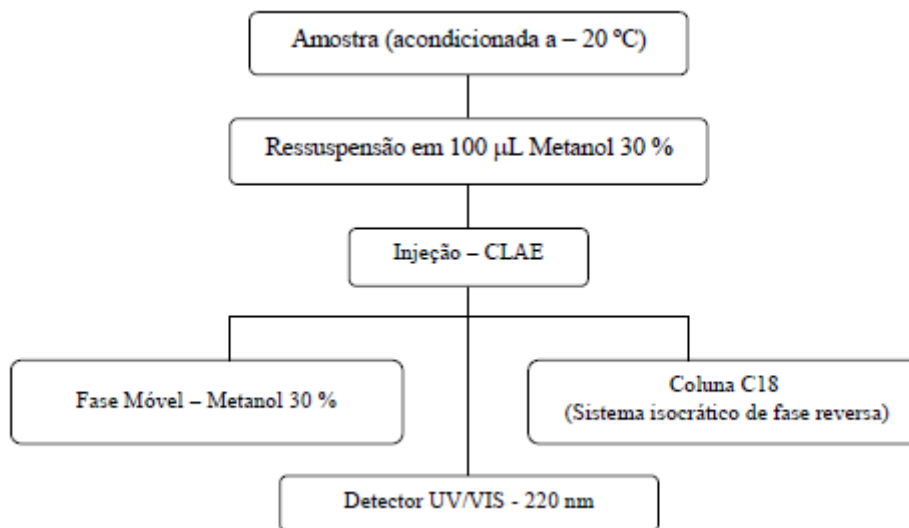 Amostra (acondicionada a – 20 ºC)
Ressuspensão em 100 μL Metanol 30 %
Injeção – CLAE
Fase Móvel – Metanol 30 %
Coluna C18
(Sistema isocrático de fase reversa)
Detector UV/VIS - 220 nm